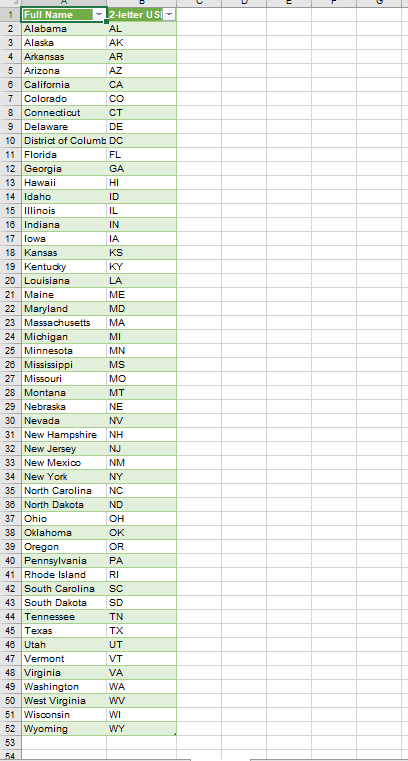 A B C D E F G
1 Full Name 2-letter USI
2 Alabama AL
3 Alaska AK
4 Arkansas AR
5 Arizona AZ
6 California CA
7 Colorado CO
8 Connecticut CT
9 Delaware DE
10 District of Columb DC
11 Florida FL
12 Georgia GA
13 Hawaii HI
14 Idaho ID
15 Illinois IL
16 Indiana IN
17 Iowa IA
18 Kansas KS
19 Kentucky KY
20 Louisiana LA
21 Maine ME
22 Maryland MD
23 Massachusetts MA
24 Michigan MI
25 Minnesota MN
26 Mississippi MS
27 Missouri MO
28 Montana MT
29 Nebraska NE
30 Nevada NV
31 New Hampshire NH
32 New Jersey NJ
33 New Mexico NM
34 New York NY
35 North Carolina NC
36 North Dakota ND
37 Ohio OH
38 Oklahoma OK
39 Oregon OR
40 Pennsylvania PA
41 Rhode Island RI
42 South Carolina SC
43 South Dakota SD
44 Tennessee TN
45 Texas TX
46 Utah UT
47 Vermont VT
48 Virginia VA
49 Washington WA
50 West Virginia WV
51 Wisconsin WI
52 Wyoming WY
53
54